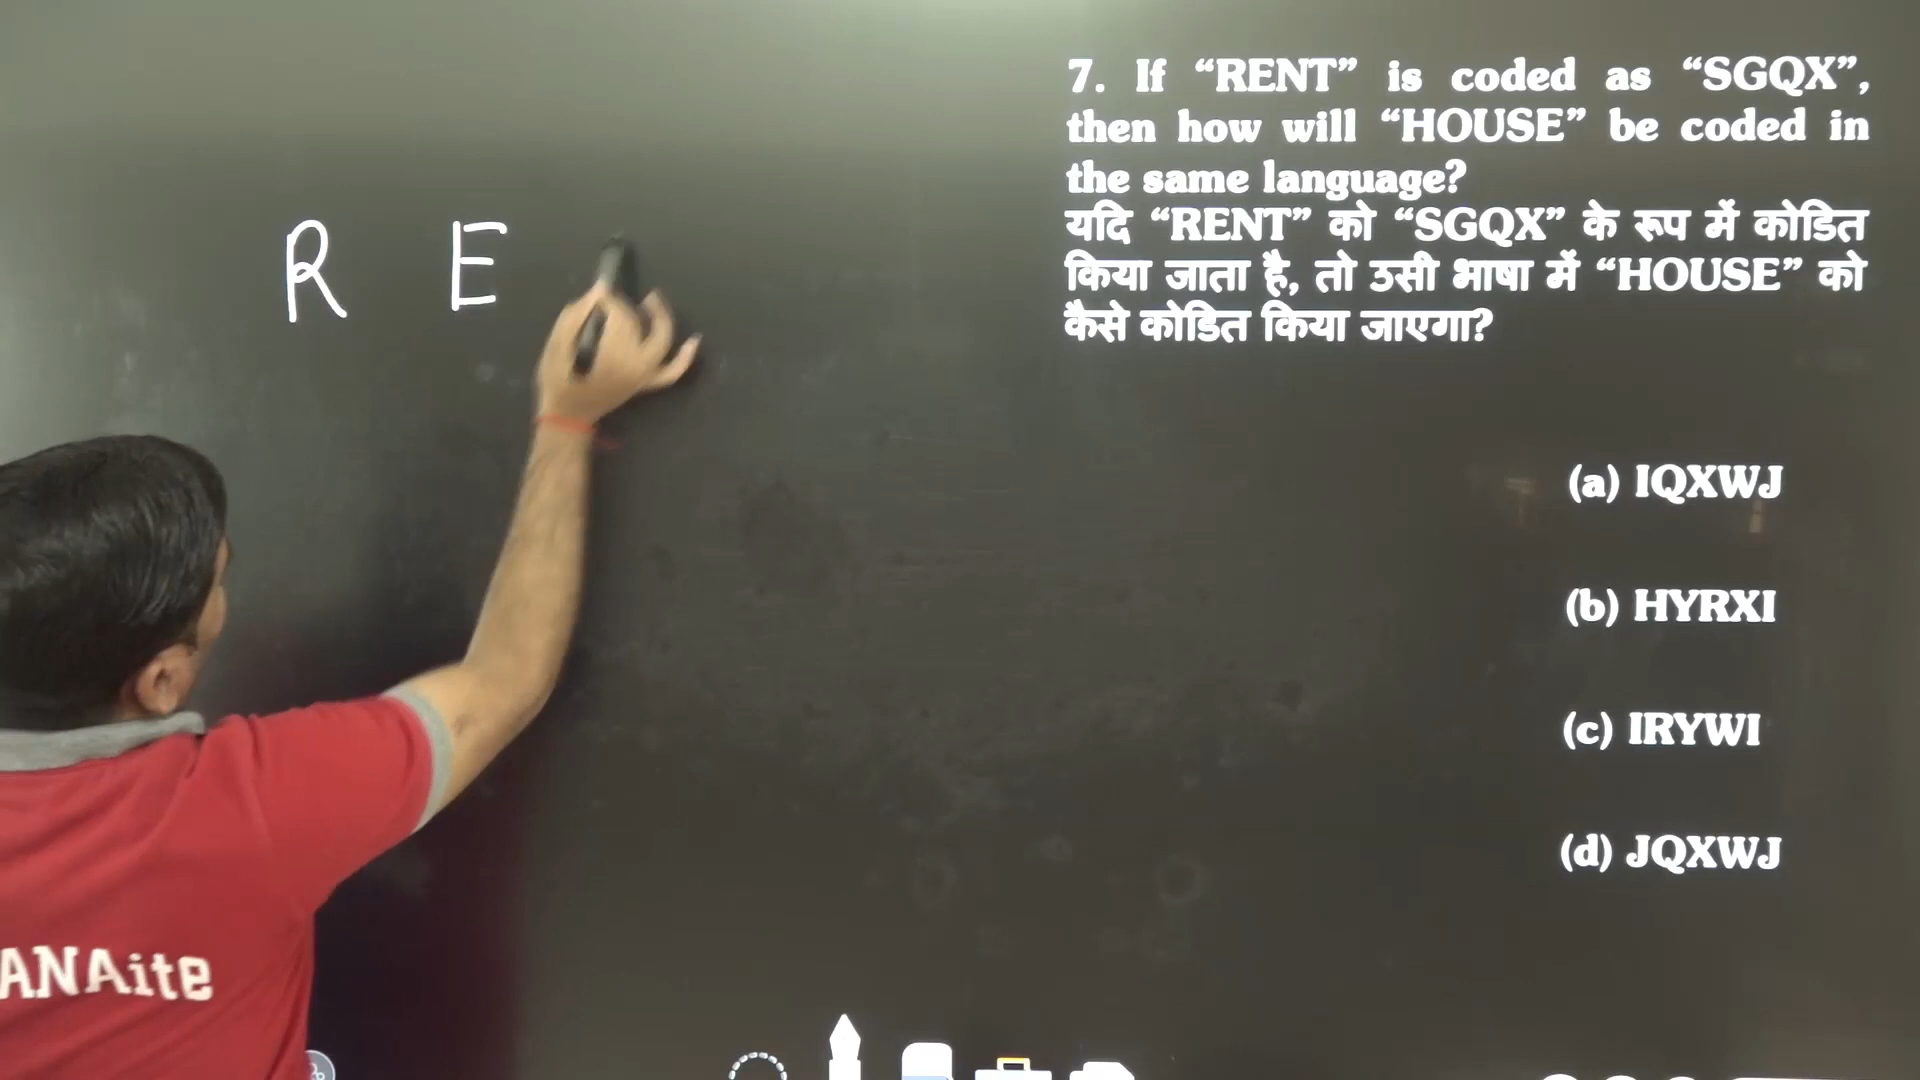 7. If “RENT” is coded as “SGQX”,
then how will “HOUSE” be coded in
the same language?
यदि “RENT” को “SGQX” के रूप में कोडित
किया जाता है, तो उसी भाषा में “HOUSE” को
कैसे कोडित किया जाएगा?
R E
(a) IQXWJ
(b) HYRXI
(c) IRYWI
(d) JQXWJ
ANAite